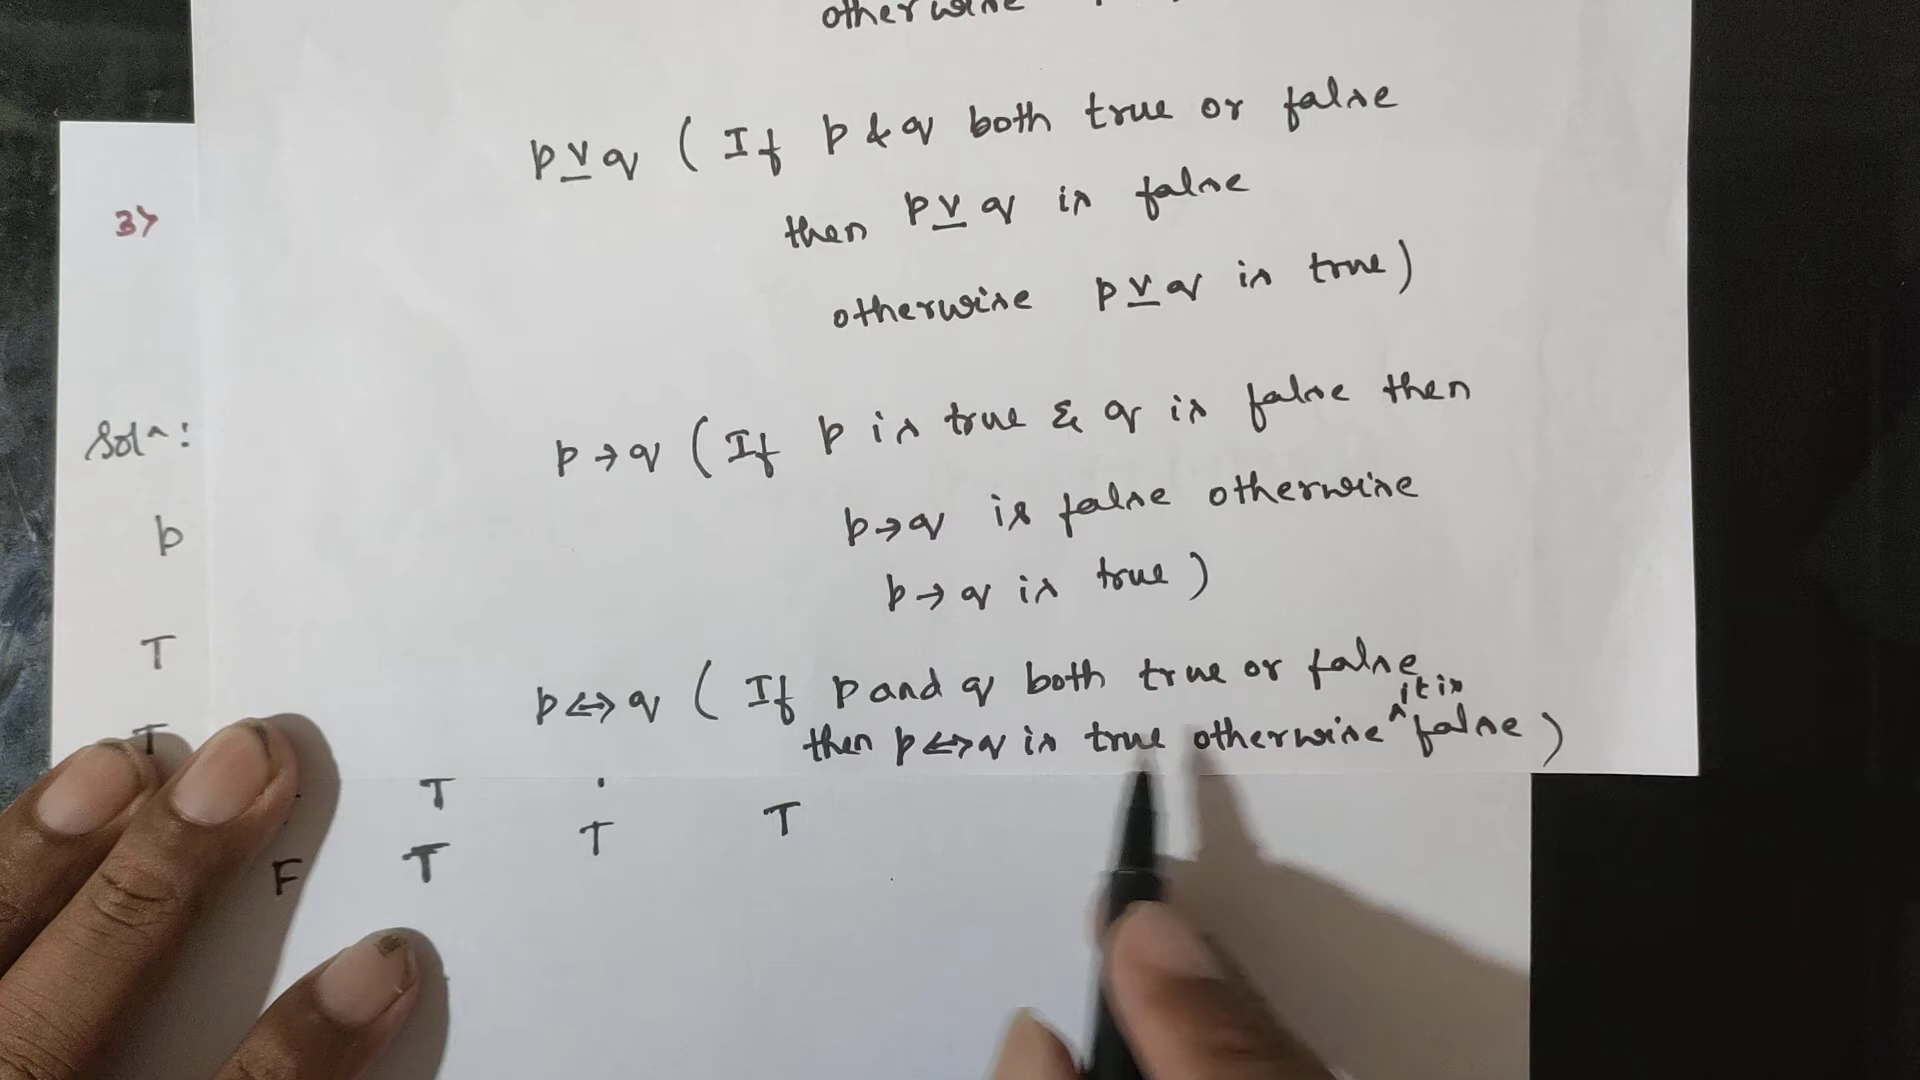 otherwise
p ⊻ q ( If p & q both true or false
then p ⊻ q is false
otherwise p ⊻ q is true)
3>
p → q ( If p is true & q is false then
Solⁿ:
p → q is false otherwise
p
p → q is true )
T
p ↔ q ( If p and q both true or false
it is
then p ↔ q is true otherwise ^ false )
T
T
T T
F T